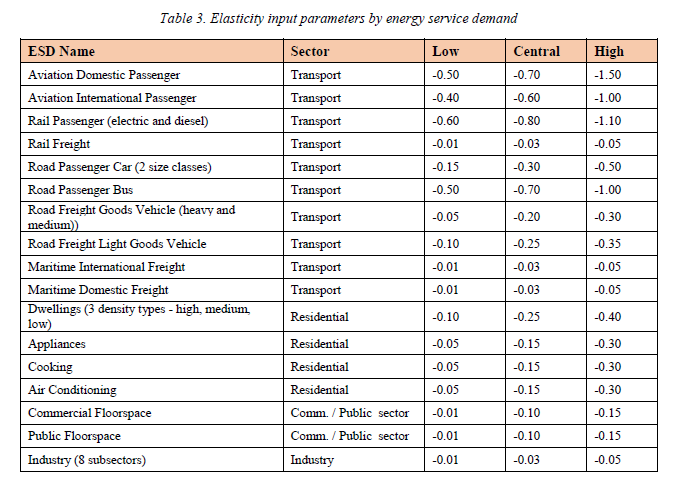 Table 3. Elasticity input parameters by energy service demand
ESD Name Sector Low Central High
Aviation Domestic Passenger Transport -0.50 -0.70 -1.50
Aviation International Passenger Transport -0.40 -0.60 -1.00
Rail Passenger (electric and diesel) Transport -0.60 -0.80 -1.10
Rail Freight Transport -0.01 -0.03 -0.05
Road Passenger Car (2 size classes) Transport -0.15 -0.30 -0.50
Road Passenger Bus Transport -0.50 -0.70 -1.00
Road Freight Goods Vehicle (heavy and
medium)) Transport -0.05 -0.20 -0.30
Road Freight Light Goods Vehicle Transport -0.10 -0.25 -0.35
Maritime International Freight Transport -0.01 -0.03 -0.05
Maritime Domestic Freight Transport -0.01 -0.03 -0.05
Dwellings (3 density types - high, medium,
low) Residential -0.10 -0.25 -0.40
Appliances Residential -0.05 -0.15 -0.30
Cooking Residential -0.05 -0.15 -0.30
Air Conditioning Residential -0.05 -0.15 -0.30
Commercial Floorspace Comm. / Public sector -0.01 -0.10 -0.15
Public Floorspace Comm. / Public sector -0.01 -0.10 -0.15
Industry (8 subsectors) Industry -0.01 -0.03 -0.05